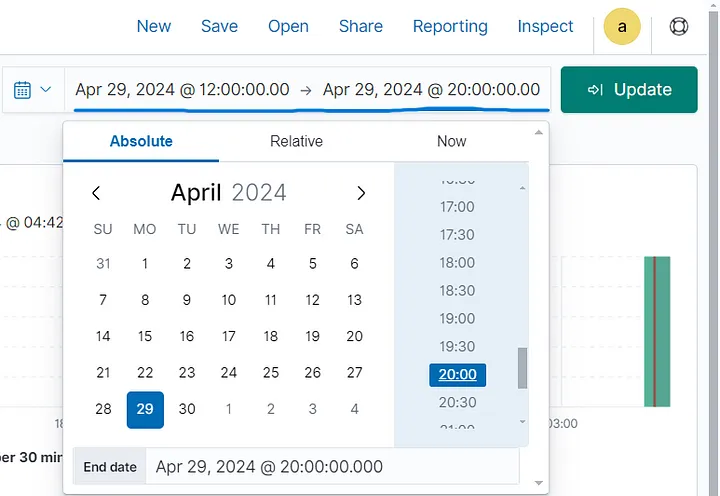 New Save Open Share Reporting Inspect a
Apr 29, 2024 @ 12:00:00.00 → Apr 29, 2024 @ 20:00:00.00 Update
Absolute Relative Now
April 2024
@ 04:42
SU MO TU WE TH FR SA
31 1 2 3 4 5 6
7 8 9 10 11 12 13
14 15 16 17 18 19 20
21 22 23 24 25 26 27
28 29 30 1 2 3 4
17:00
17:30
18:00
18:30
19:00
19:30
20:00
20:30
21:00
18
03:00
per 30 min
End date Apr 29, 2024 @ 20:00:00.000